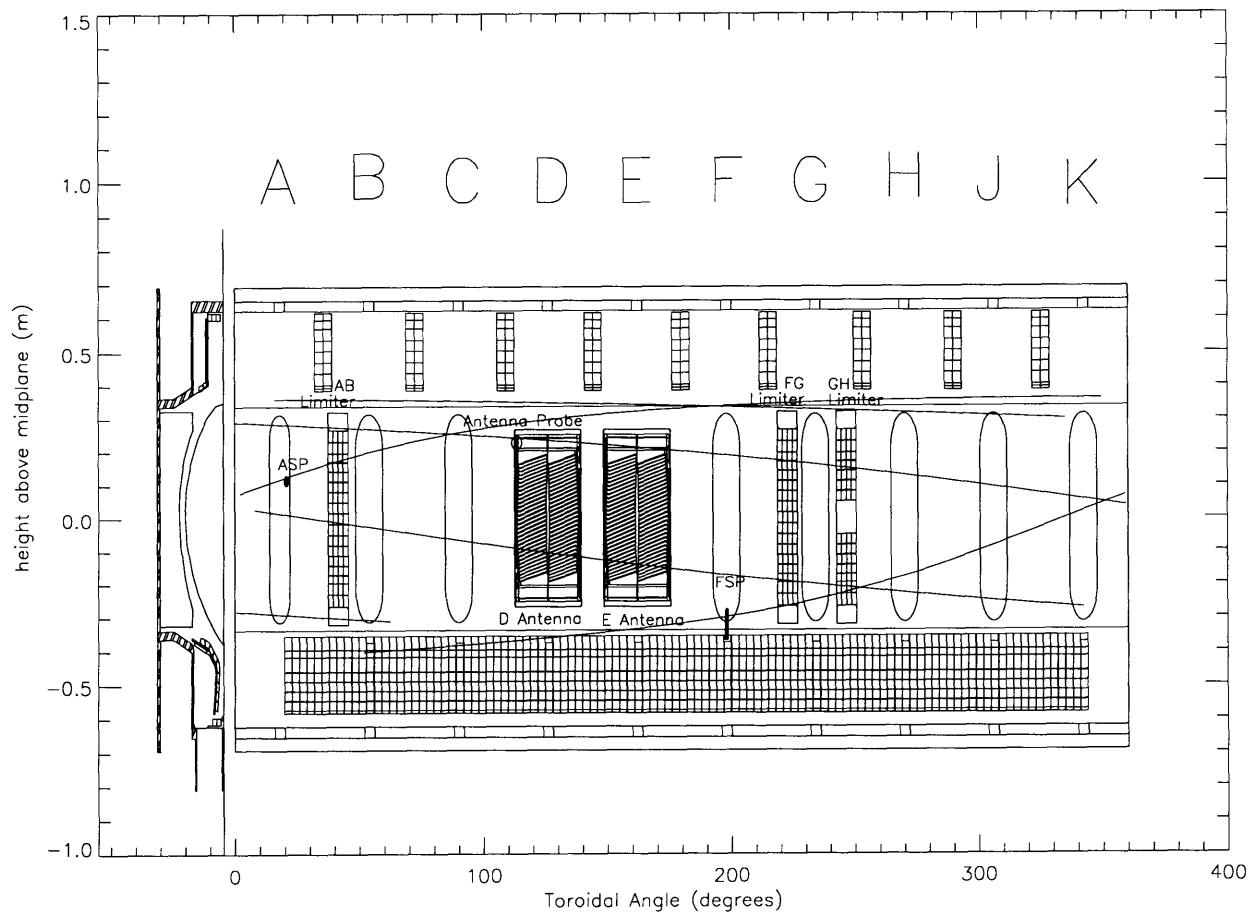 1.5
A B C D E F G H J K
1.0
0.5
AB
Limiter
FG
Limiter
GH
Limiter
Antenna Probe
ASP
0.0
FSP
D Antenna
E Antenna
-0.5
-1.0
height above midplane (m)
0 100 200 300 400
Toroidal Angle (degrees)